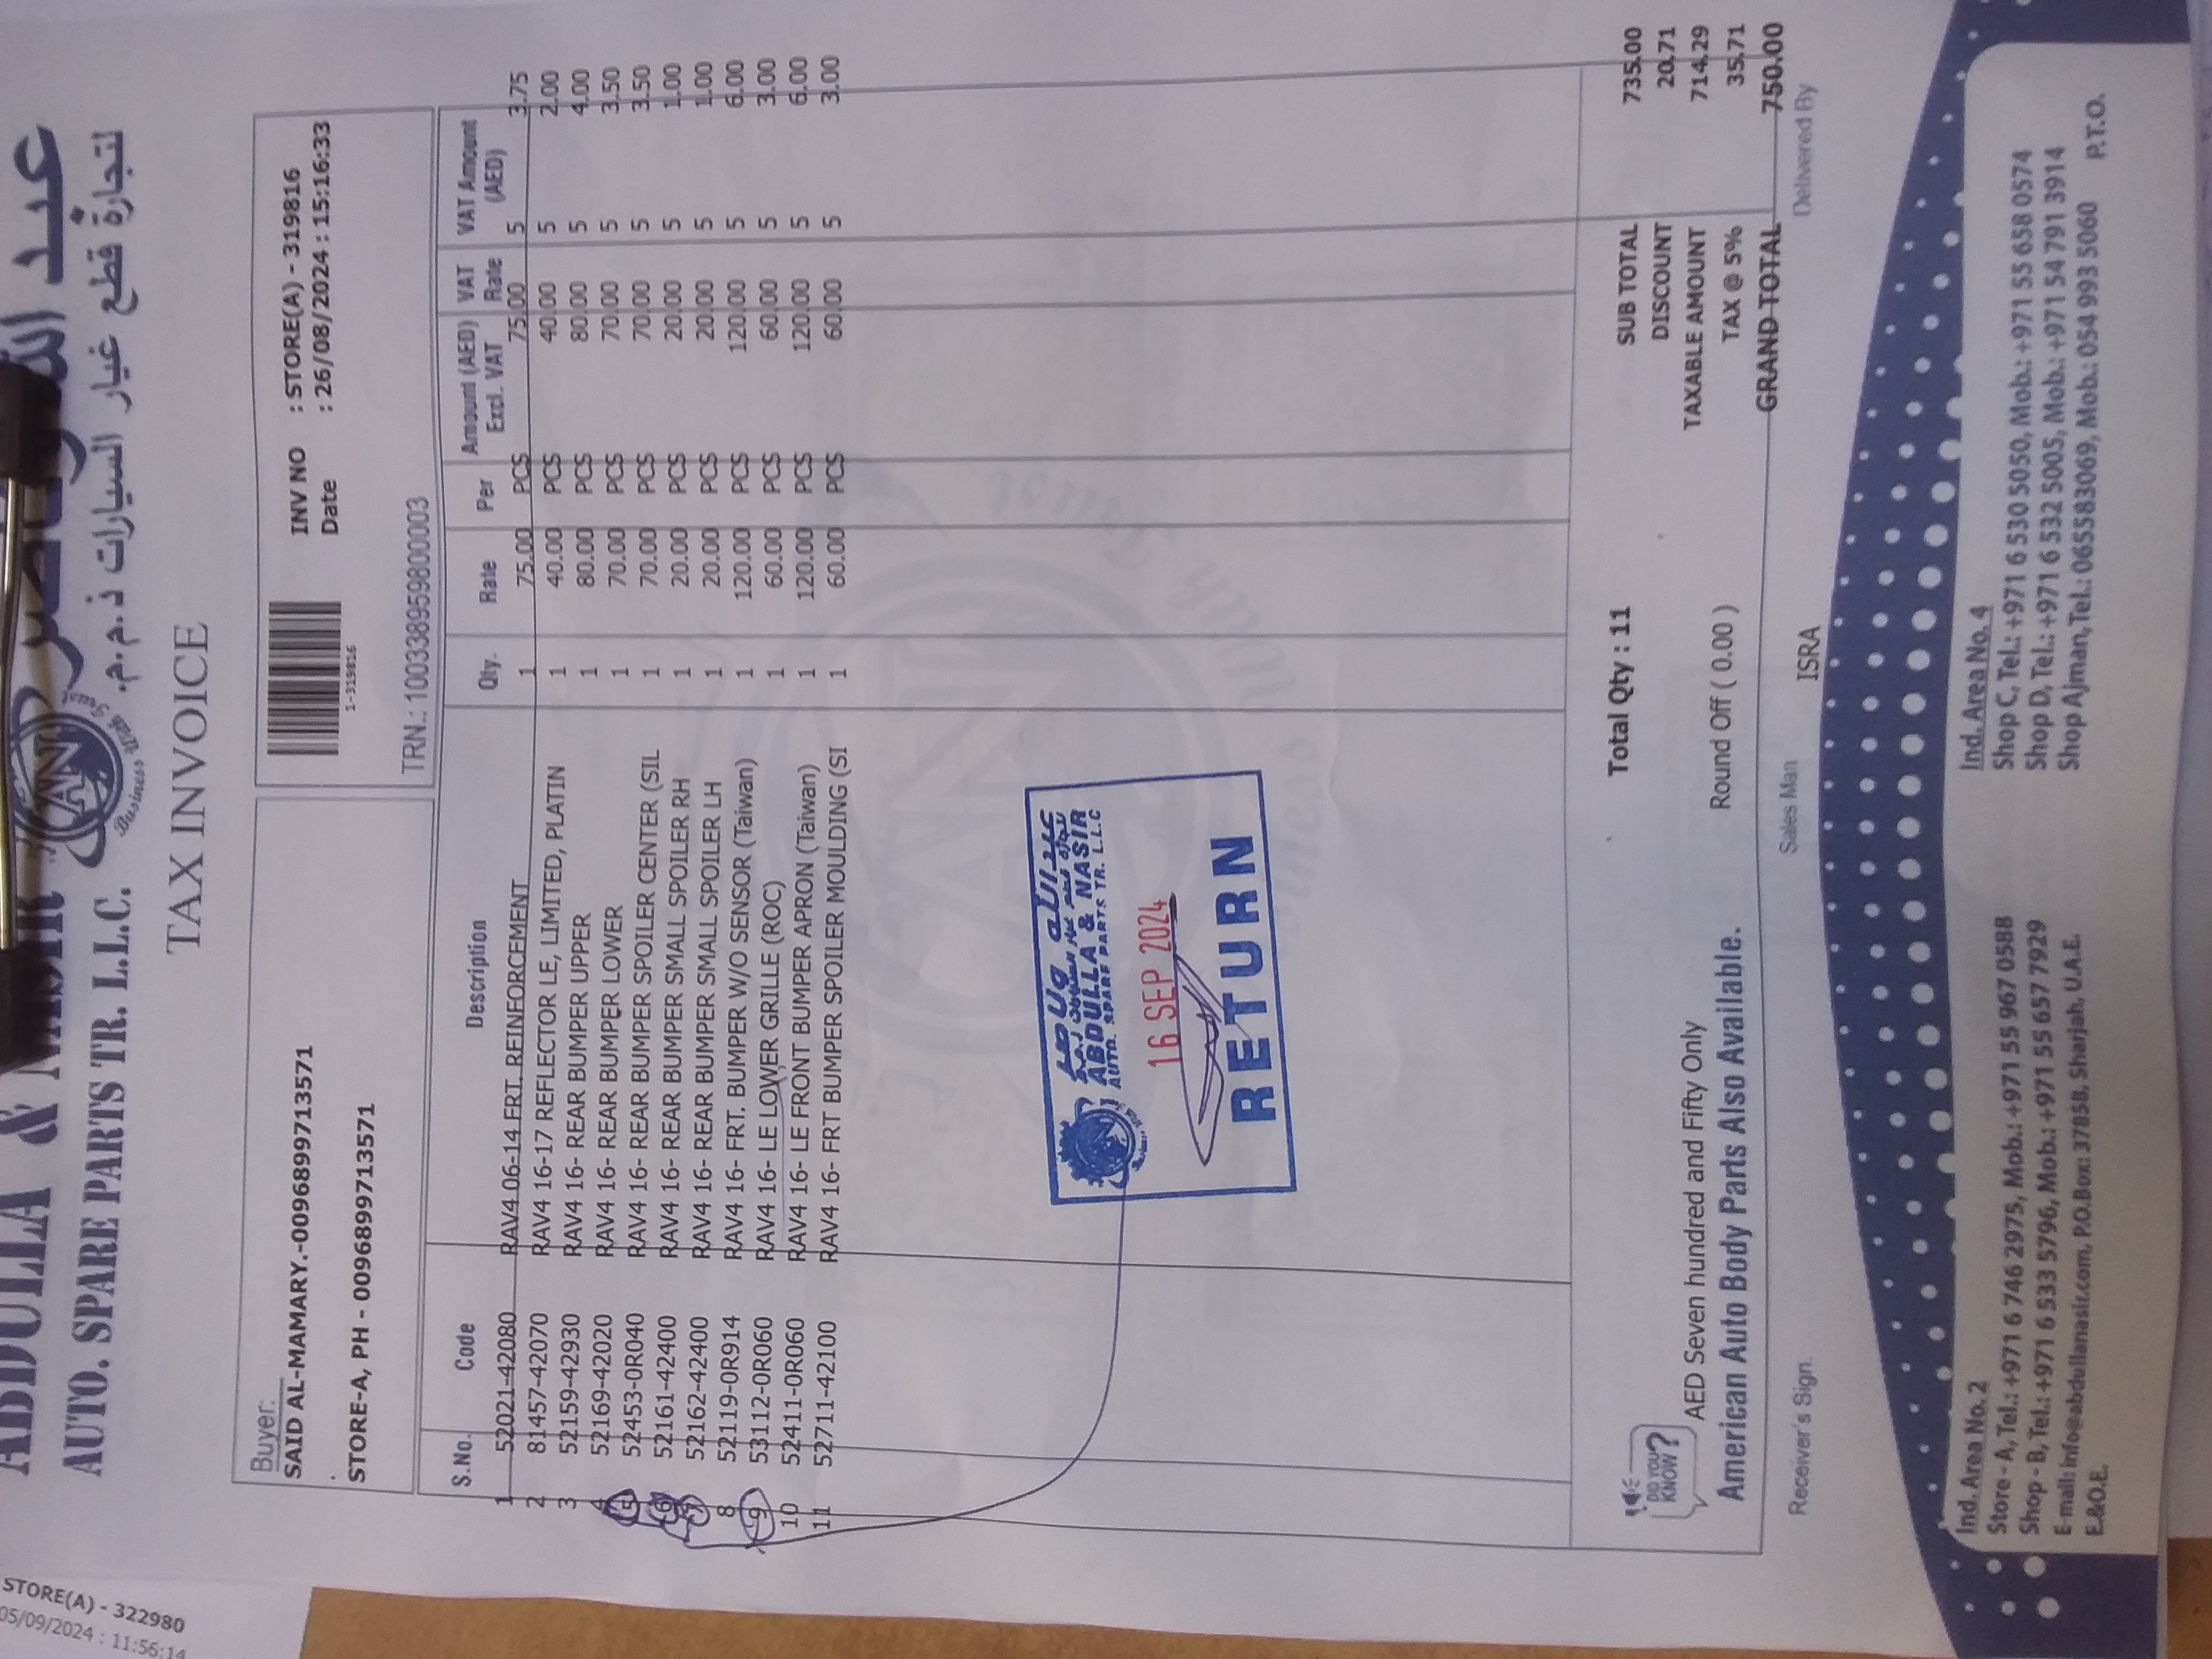 ABDULLA & NASIR
AUTO. SPARE PARTS TR. L.L.C.
لتجارة قطع غيار السيارات ذ.م.م.
TAX INVOICE
Buyer:
SAID AL-MAMARY.-0096899713571
.
STORE-A, PH - 0096899713571
1-319816
INV NO : STORE(A) - 319816
Date : 26/08/2024 : 15:16:33
TRN.: 100338959800003
S.No. Code Description Qty. Rate Per Amount (AED) Excl. VAT VAT Rate VAT Amount (AED)
1 52021-42080 RAV4 06-14 FRT. REINFORCEMENT 1 75.00 PCS 75.00 5 3.75
2 81457-42070 RAV4 16-17 REFLECTOR LE, LIMITED, PLATIN 1 40.00 PCS 40.00 5 2.00
3 52159-42930 RAV4 16- REAR BUMPER UPPER 1 80.00 PCS 80.00 5 4.00
4 52169-42020 RAV4 16- REAR BUMPER LOWER 1 70.00 PCS 70.00 5 3.50
5 52453-0R040 RAV4 16- REAR BUMPER SPOILER CENTER (SIL 1 70.00 PCS 70.00 5 3.50
6 52161-42400 RAV4 16- REAR BUMPER SMALL SPOILER RH 1 20.00 PCS 20.00 5 1.00
7 52162-42400 RAV4 16- REAR BUMPER SMALL SPOILER LH 1 20.00 PCS 20.00 5 1.00
8 52119-0R914 RAV4 16- FRT. BUMPER W/O SENSOR (Taiwan) 1 120.00 PCS 120.00 5 6.00
9 53112-0R060 RAV4 16- LE LOWER GRILLE (ROC) 1 60.00 PCS 60.00 5 3.00
10 52411-0R060 RAV4 16- LE FRONT BUMPER APRON (Taiwan) 1 120.00 PCS 120.00 5 6.00
11 52711-42100 RAV4 16- FRT BUMPER SPOILER MOULDING (SI 1 60.00 PCS 60.00 5 3.00
ABDULLA & NASIR
AUTO. SPARE PARTS TR. L.L.C
16 SEP 2024
RETURN
Total Qty : 11
SUB TOTAL 735.00
DISCOUNT 20.71
TAXABLE AMOUNT 714.29
TAX @ 5% 35.71
GRAND TOTAL 750.00
DID YOU KNOW?
AED Seven hundred and Fifty Only
Round Off ( 0.00 )
American Auto Body Parts Also Available.
Receiver's Sign.
Sales Man
ISRA
Delivered By
Ind. Area No. 2
Store - A, Tel.: +971 6 746 2975, Mob.: +971 55 967 0588
Shop - B, Tel.: +971 6 533 5796, Mob.: +971 55 657 7929
E-mail: info@abdullanasir.com, P.O.Box: 37858, Sharjah, U.A.E.
E.&O.E.
Ind. Area No. 4
Shop C, Tel.: +971 6 530 5050, Mob.: +971 55 658 0574
Shop D, Tel.: +971 6 532 5005, Mob.: +971 54 791 3914
Shop Ajman, Tel.: 065583069, Mob.: 054 993 5060
P.T.O.
STORE(A) - 322980
05/09/2024 : 11:56:14